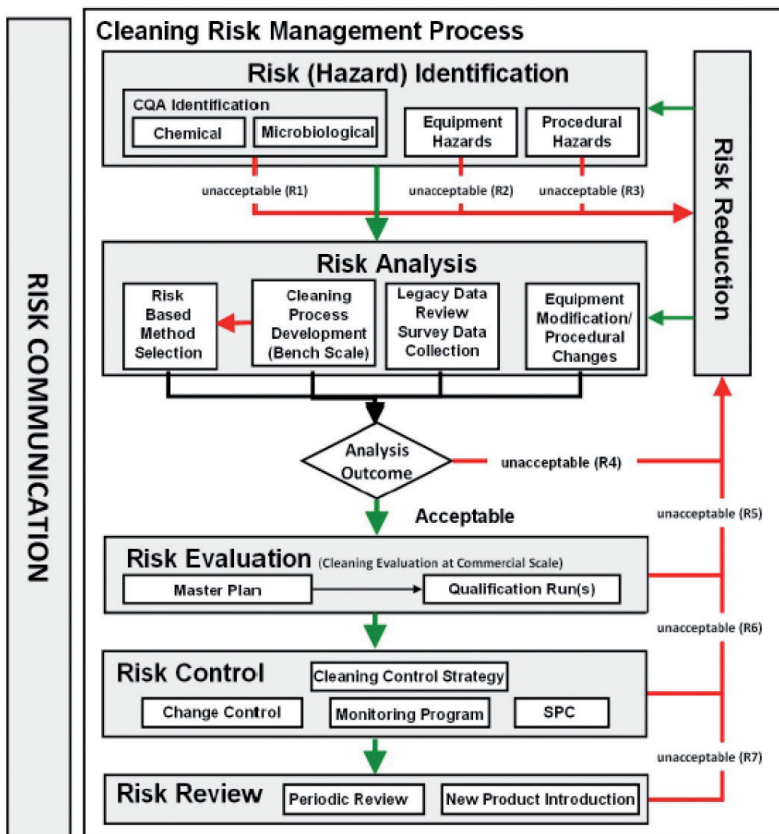 RISK COMMUNICATION
Cleaning Risk Management Process
Risk (Hazard) Identification
CQA Identification
Chemical
Microbiological
Equipment
Hazards
Procedural
Hazards
unacceptable (R1)
unacceptable (R2)
unacceptable (R3)
Risk Reduction
Risk Analysis
Risk
Based
Method
Selection
Cleaning
Process
Development
(Bench Scale)
Legacy Data
Review
Survey Data
Collection
Equipment
Modification/
Procedural
Changes
Analysis
Outcome
unacceptable (R4)
Acceptable
unacceptable (R5)
Risk Evaluation (Cleaning Evaluation at Commercial Scale)
Master Plan
Qualification Run(s)
unacceptable (R6)
Risk Control
Cleaning Control Strategy
Change Control
Monitoring Program
SPC
unacceptable (R7)
Risk Review
Periodic Review
New Product Introduction